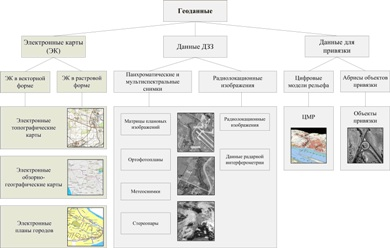 Геоданные
Электронные карты
(ЭК)
Данные ДЗЗ
Данные для
привязки
ЭК в векторной
форме
ЭК в растровой
форме
Панхроматические и
мультиспектральные
снимки
Радиолокационные
изображения
Цифровые
модели рельефа
Абрисы объектов
привязки
Электронные
топографические
карты
Электронные
обзорно-
географические карты
Электронные
планы городов
Матрицы плановых
изображений
Ортофотопланы
Фотосхемы
Стереопары
Радиолокационные
изображения
Данные радарной
интерферометрии
ЦМР
Объекты
привязки